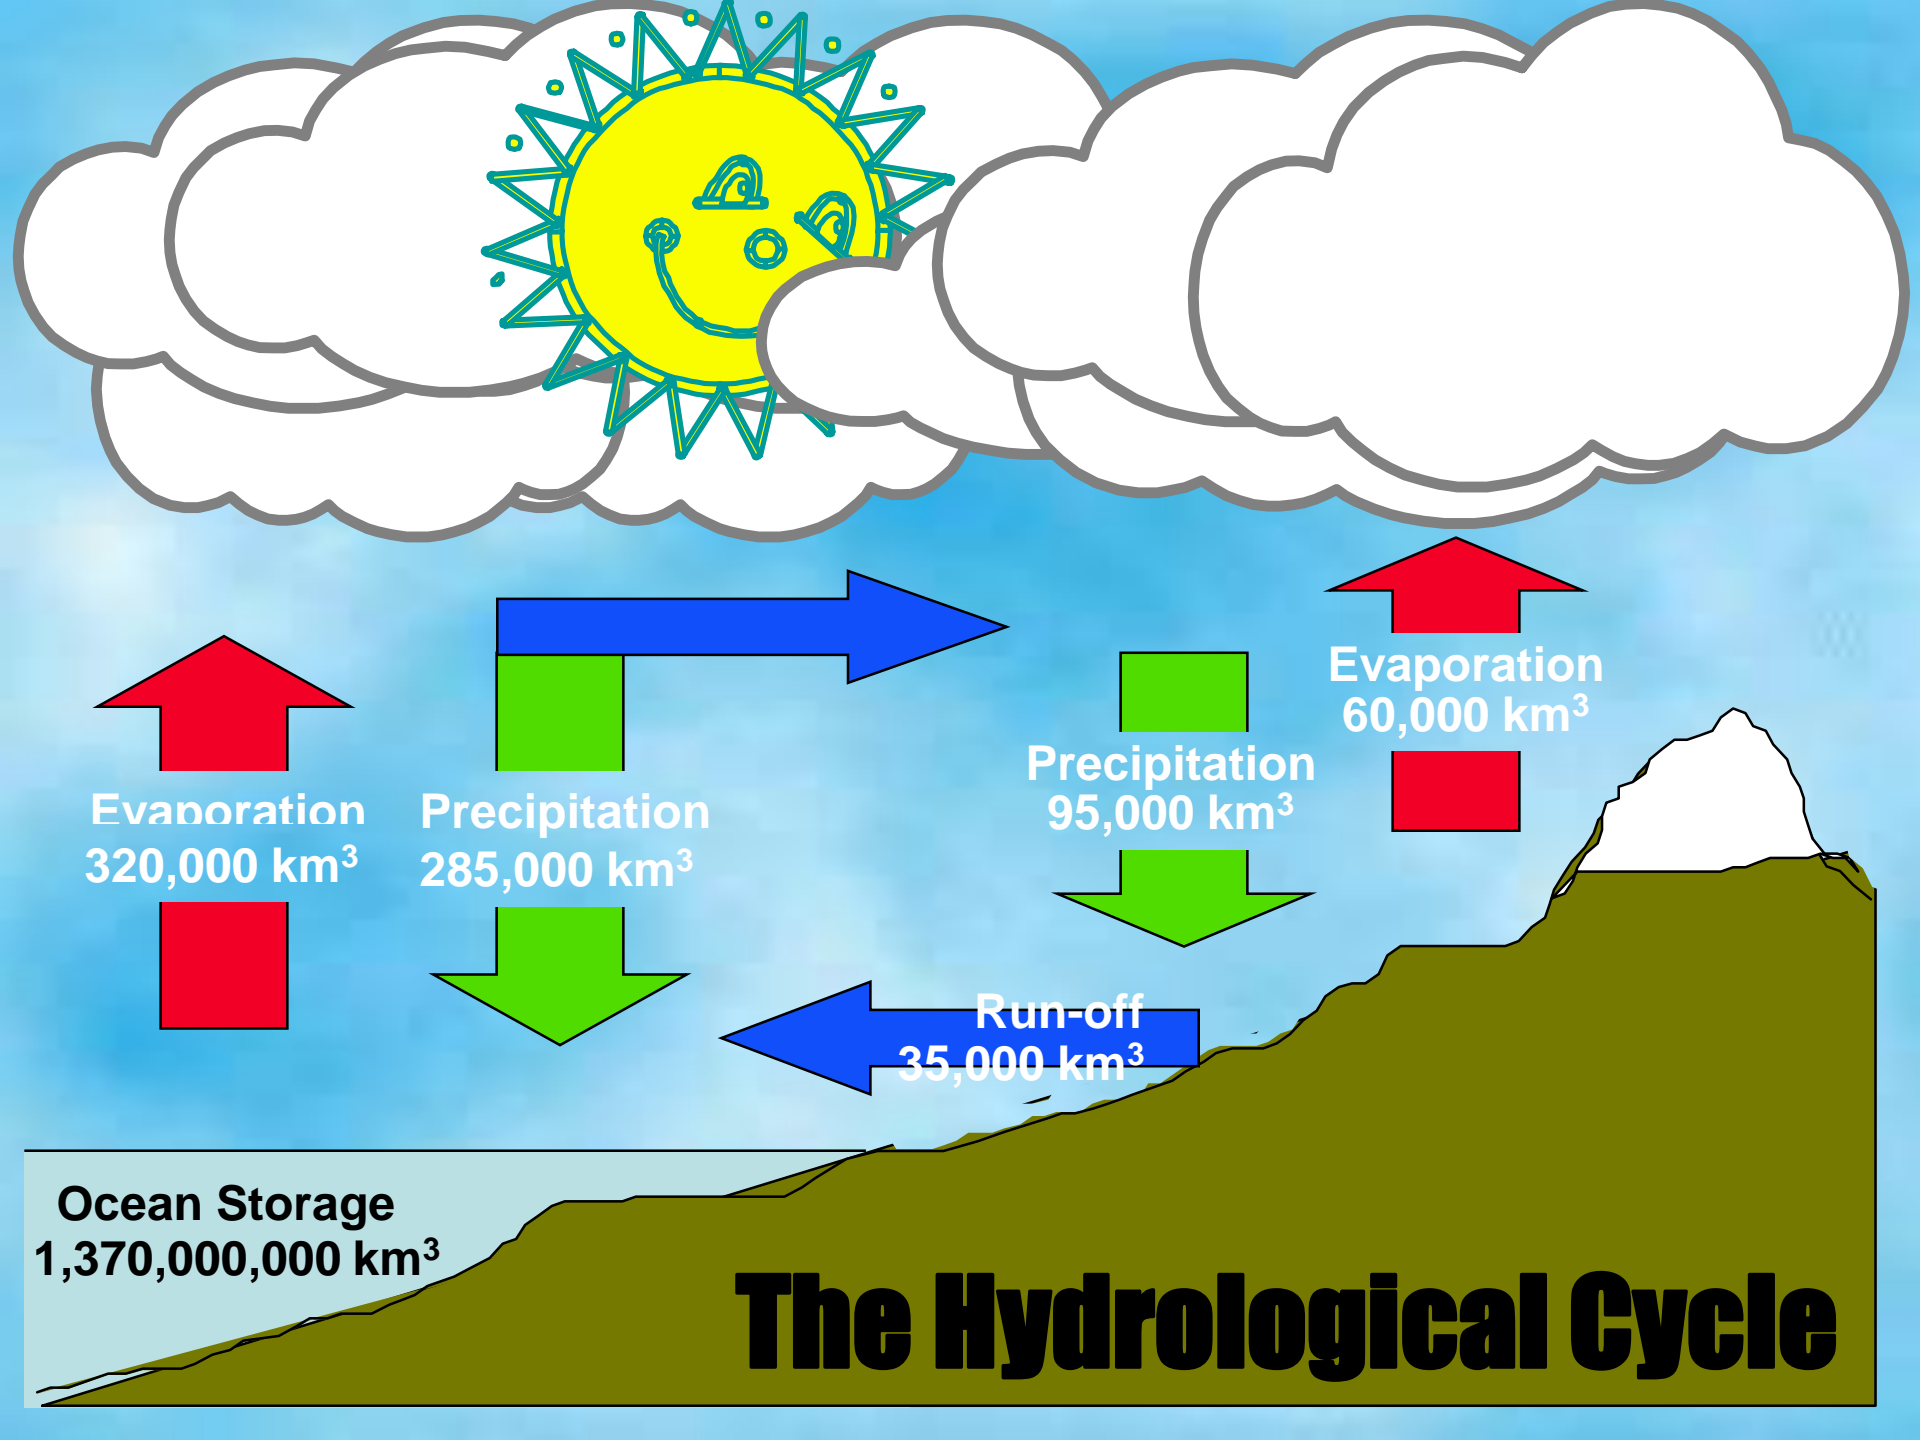 Evaporation
320,000 km³
Precipitation
285,000 km³
Precipitation
95,000 km³
Evaporation
60,000 km³
Run-off
35,000 km³
Ocean Storage
1,370,000,000 km³
The Hydrological Cycle